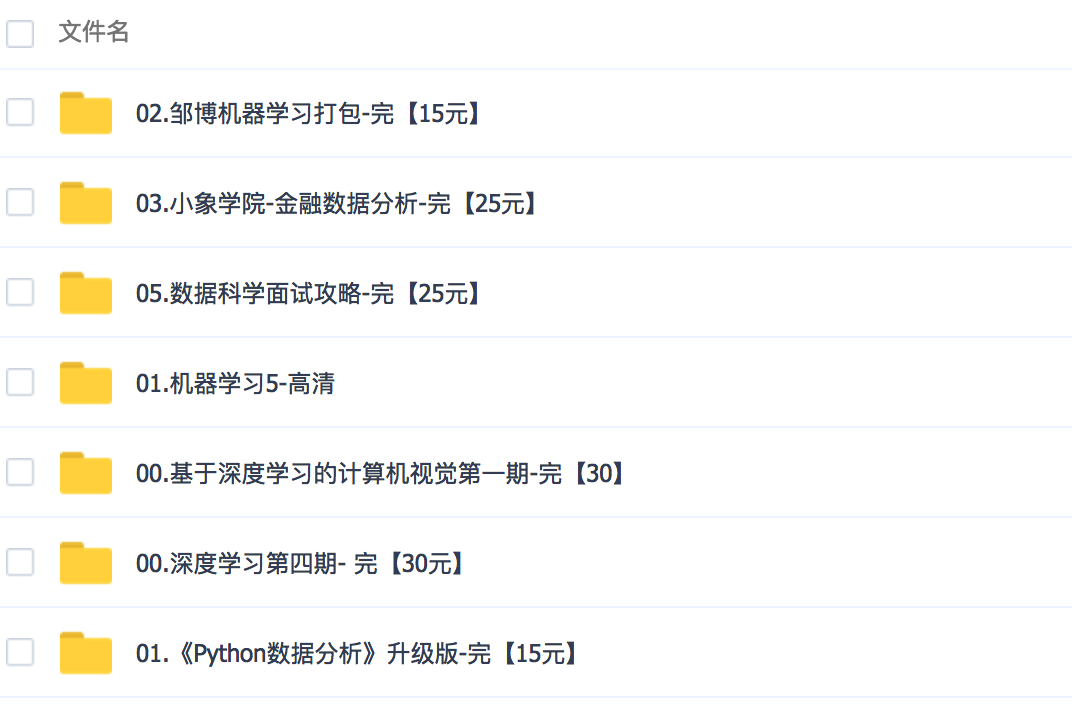 文件名
02.邹博机器学习打包-完【15元】
03.小象学院-金融数据分析-完【25元】
05.数据科学面试攻略-完【25元】
01.机器学习5-高清
00.基于深度学习的计算机视觉第一期-完【30】
00.深度学习第四期- 完【30元】
01.《Python数据分析》升级版-完【15元】